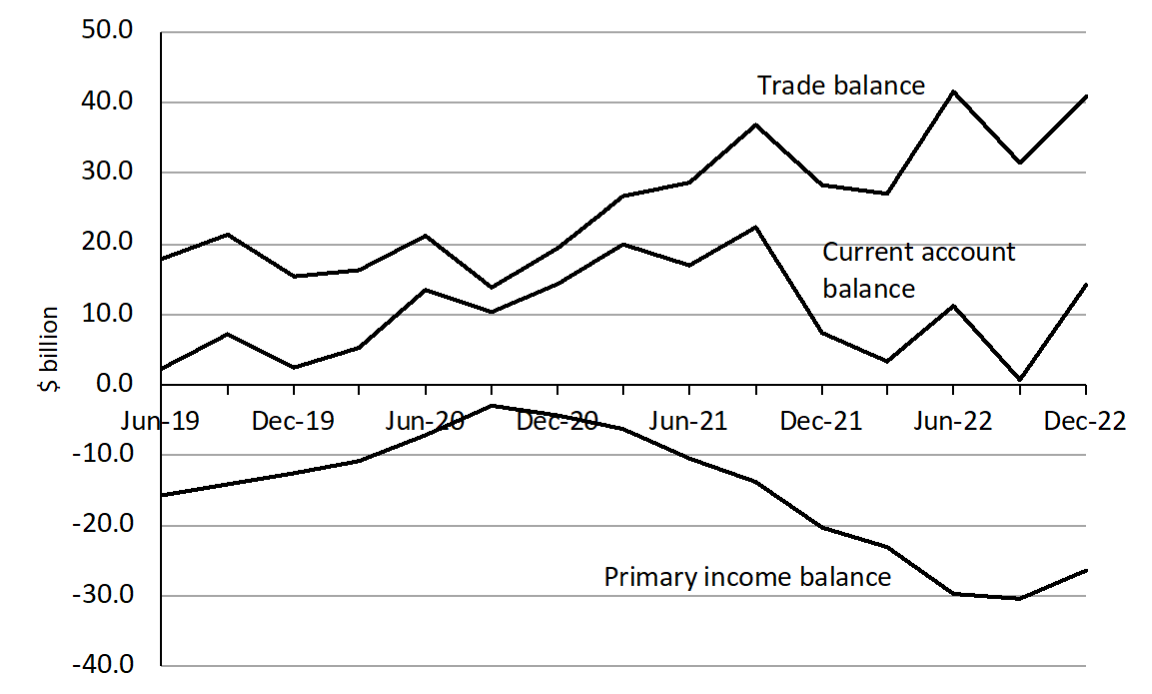 50.0
Trade balance
40.0
30.0
20.0
Current account
balance
10.0
$ billion
0.0
Jun-19 Dec-19 Jun-20 Dec-20 Jun-21 Dec-21 Jun-22 Dec-22
-10.0
-20.0
Primary income balance
-30.0
-40.0